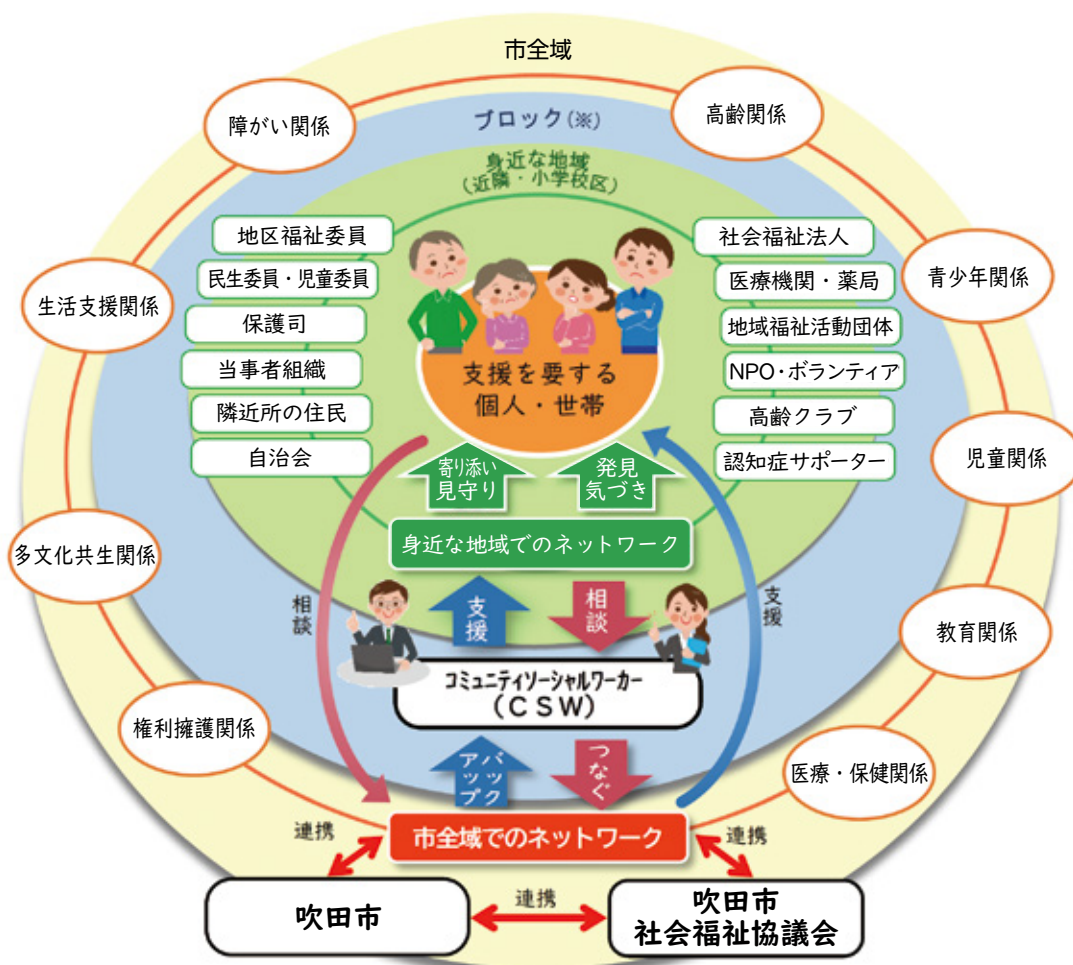 市全域
障がい関係
高齢関係
ブロック(※)
身近な地域
(近隣・小学校区)
地区福祉委員
民生委員・児童委員
保護司
当事者組織
隣近所の住民
自治会
社会福祉法人
医療機関・薬局
地域福祉活動団体
NPO・ボランティア
高齢クラブ
認知症サポーター
生活支援関係
青少年関係
支援を要する
個人・世帯
児童関係
寄り添い
見守り
発見
気づき
身近な地域でのネットワーク
多文化共生関係
相談
支援
相談
支援
教育関係
コミュニティソーシャルワーカー
(CSW)
権利擁護関係
バック
アップ
つなぐ
医療・保健関係
連携
市全域でのネットワーク
連携
吹田市
連携
吹田市
社会福祉協議会